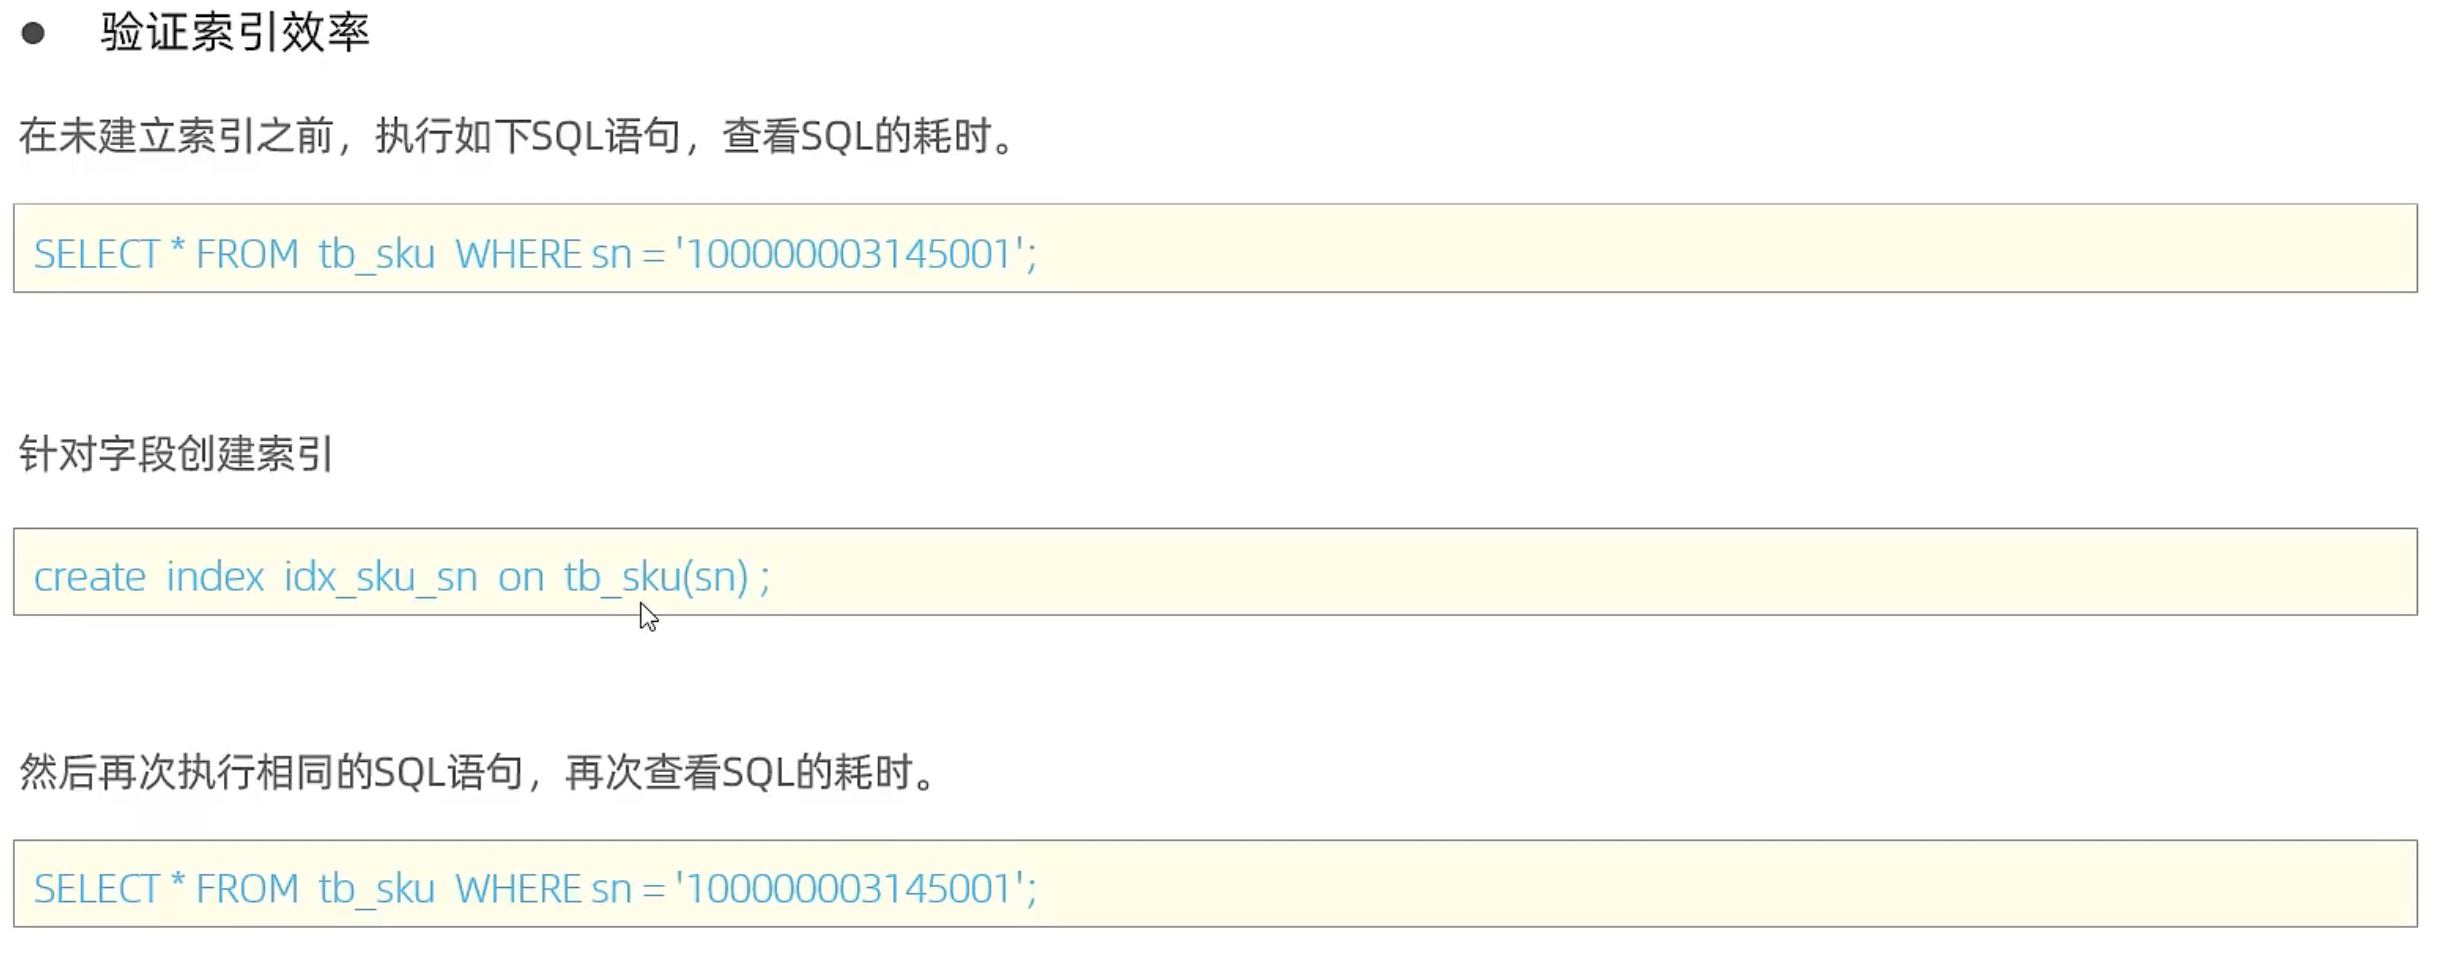 ● 验证索引效率
在未建立索引之前，执行如下SQL语句，查看SQL的耗时。
SELECT * FROM tb_sku WHERE sn = '100000003145001';
针对字段创建索引
create index idx_sku_sn on tb_sku(sn) ;
然后再次执行相同的SQL语句，再次查看SQL的耗时。
SELECT * FROM tb_sku WHERE sn = '100000003145001';